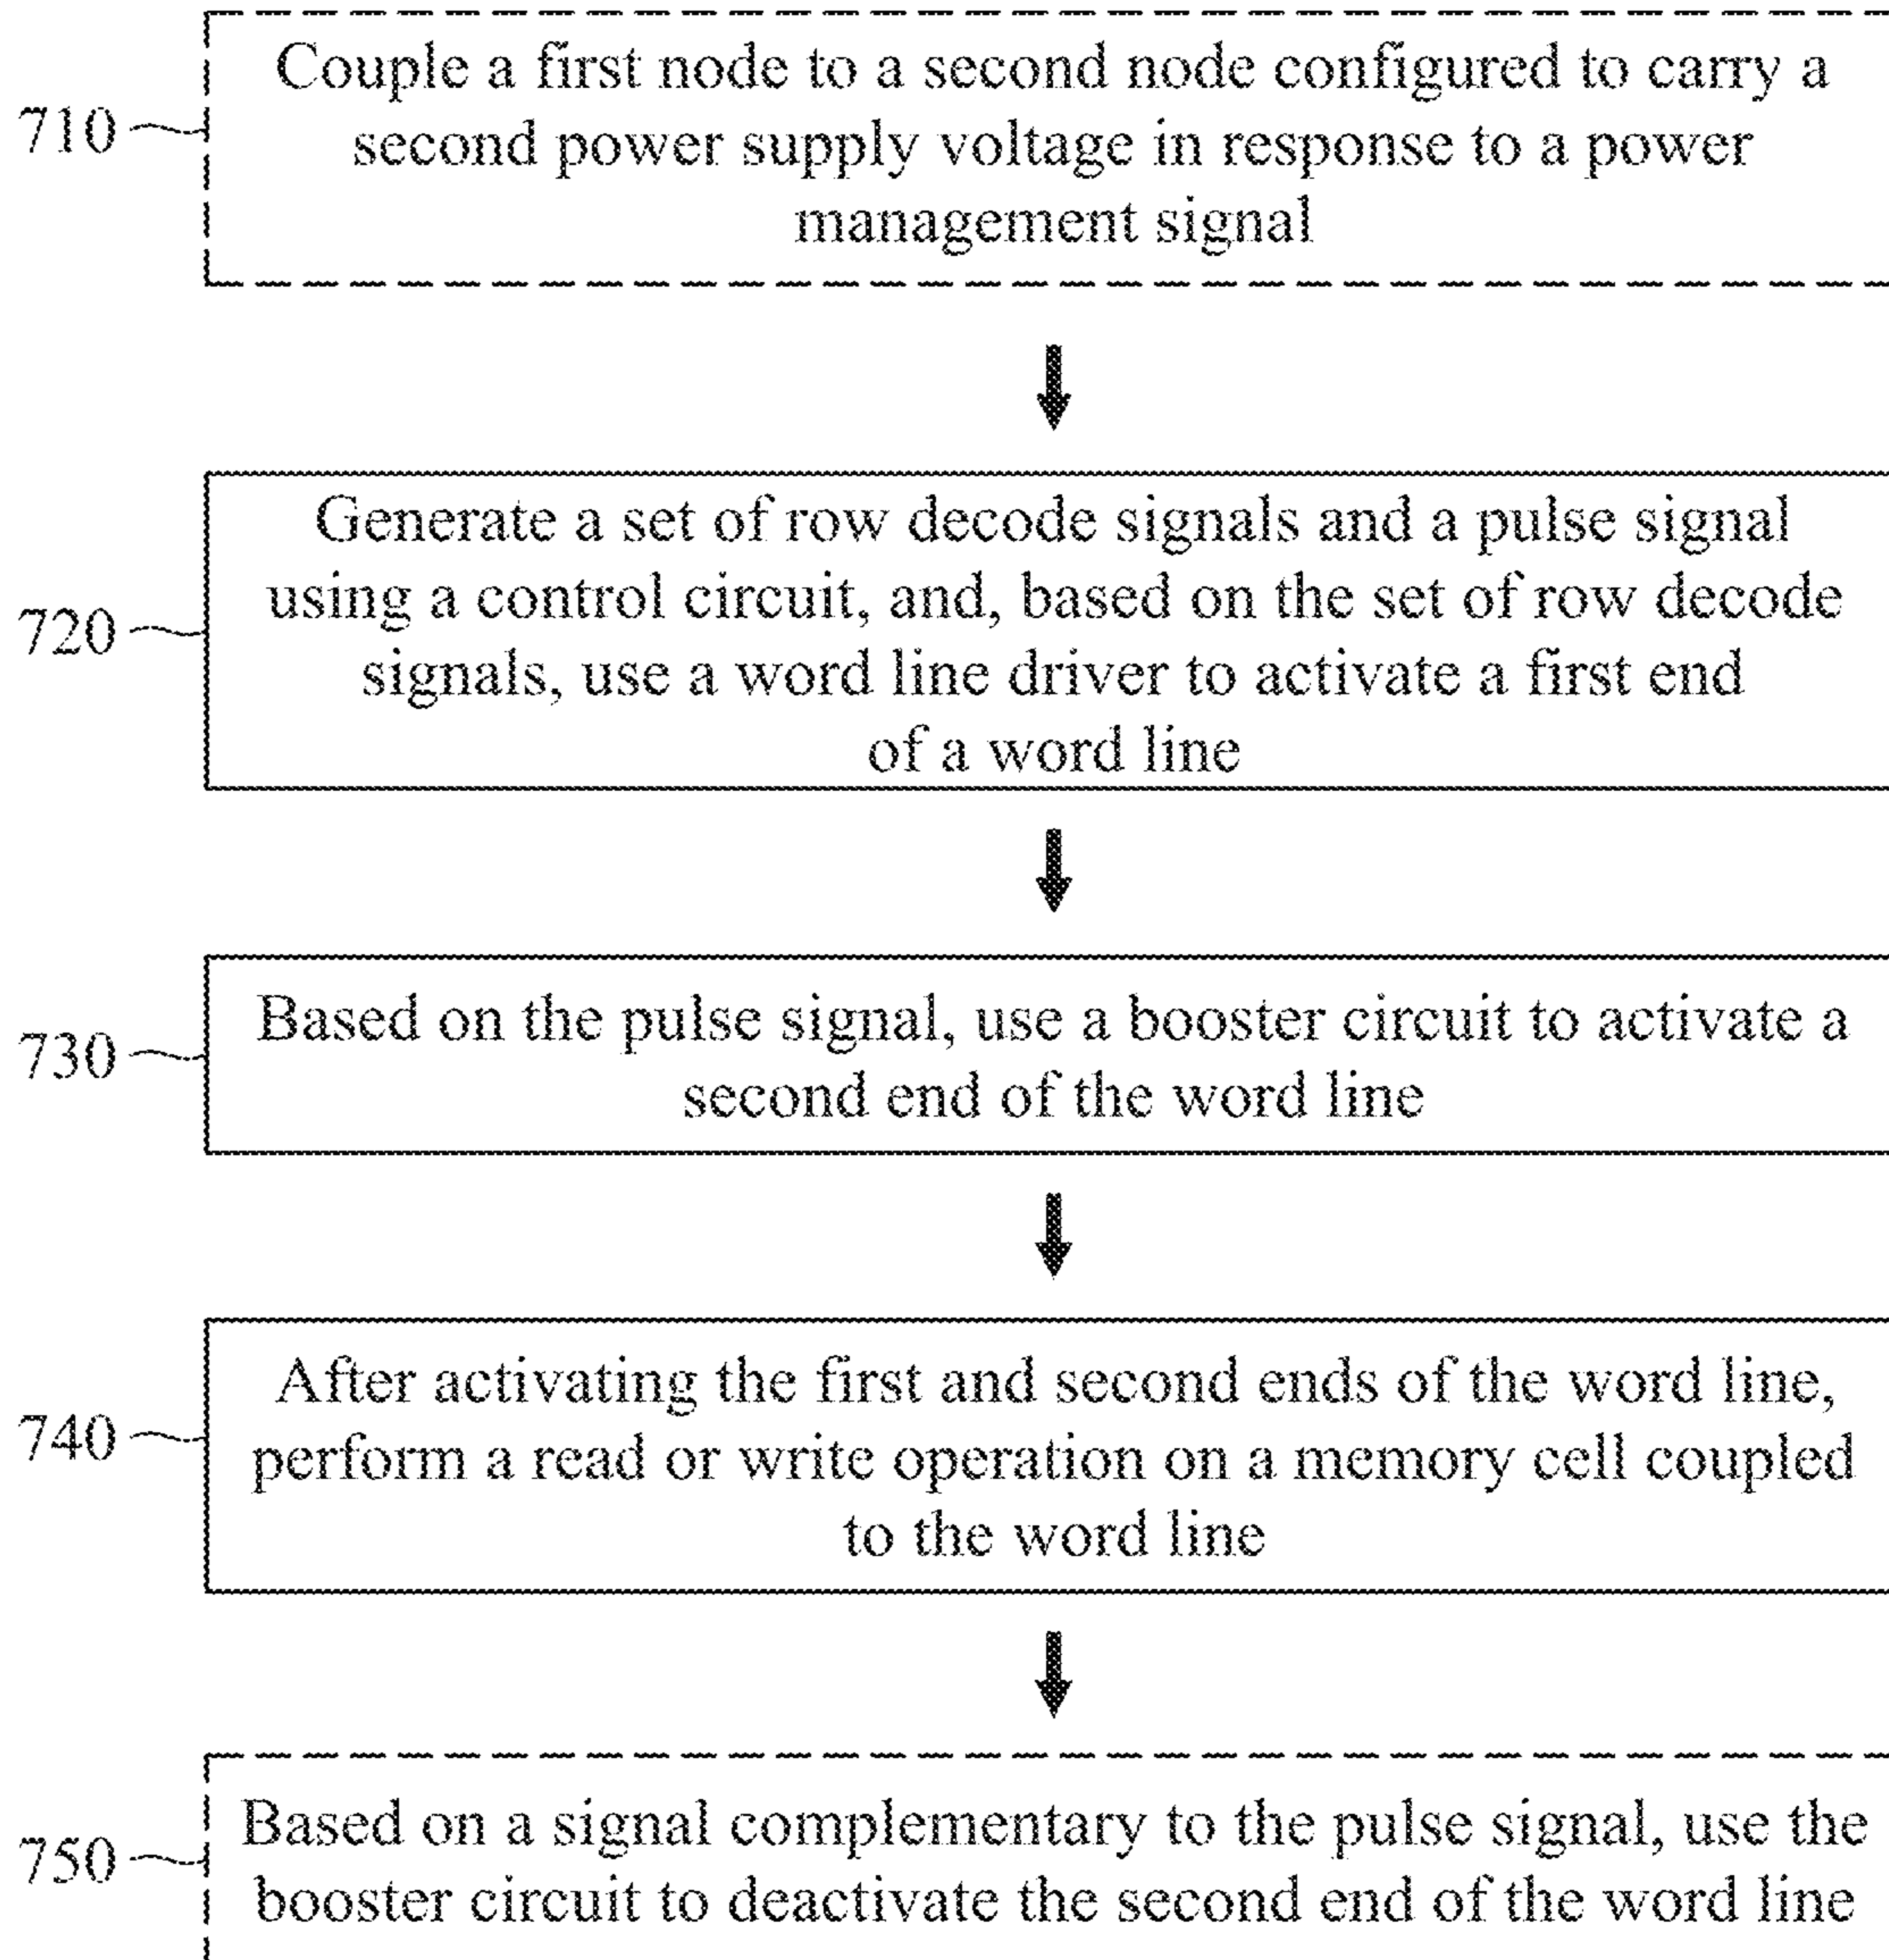 Couple a first node to a second node configured to carry a
710
second power supply voltage in response to a power
management signal
Generate a set of row decode signals and a pulse signal
using a control circuit, and, based on the set of row decode
720
signals, use a word line driver to activate a first end
of a word line
Based on the pulse signal, use a booster circuit to activate a
730
second end of the word line
After activating the first and second ends of the word line,
740
perform a read or write operation on a memory cell coupled
to the word line
Based on a signal complementary to the pulse signal, use the
750
booster circuit to deactivate the second end of the word line